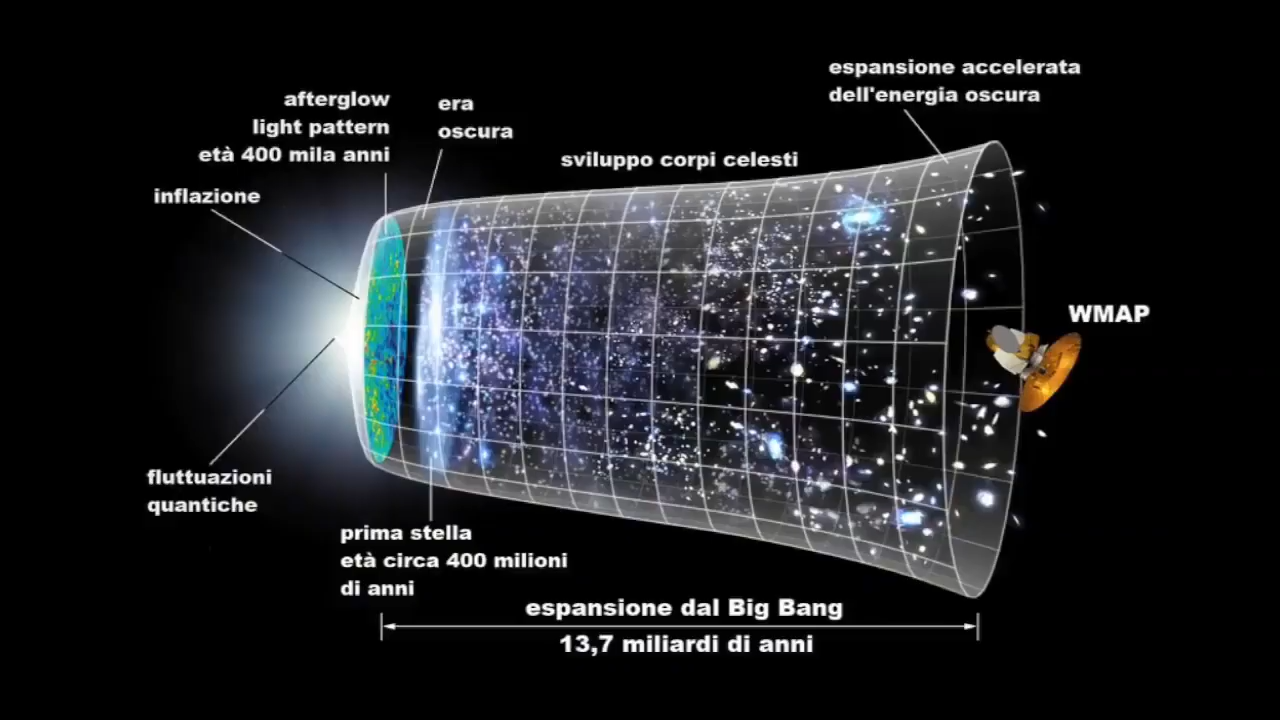 espansione accelerata
dell'energia oscura
afterglow
light pattern
età 400 mila anni
era
oscura
sviluppo corpi celesti
inflazione
WMAP
fluttuazioni
quantiche
prima stella
età circa 400 milioni
di anni
espansione dal Big Bang
13,7 miliardi di anni